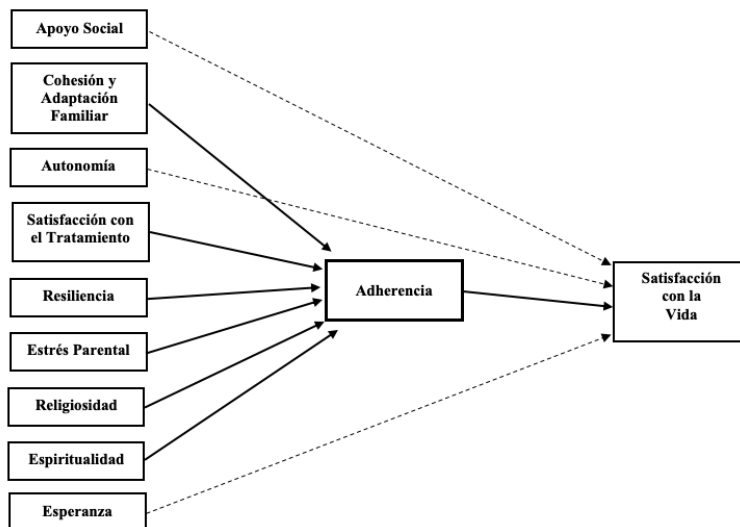 Apoyo Social
Cohesión y
Adaptación
Familiar
Autonomía
Satisfacción con
el Tratamiento
Resiliencia
Estrés Parental
Religiosidad
Espiritualidad
Esperanza
Adherencia
Satisfacción
con la
Vida